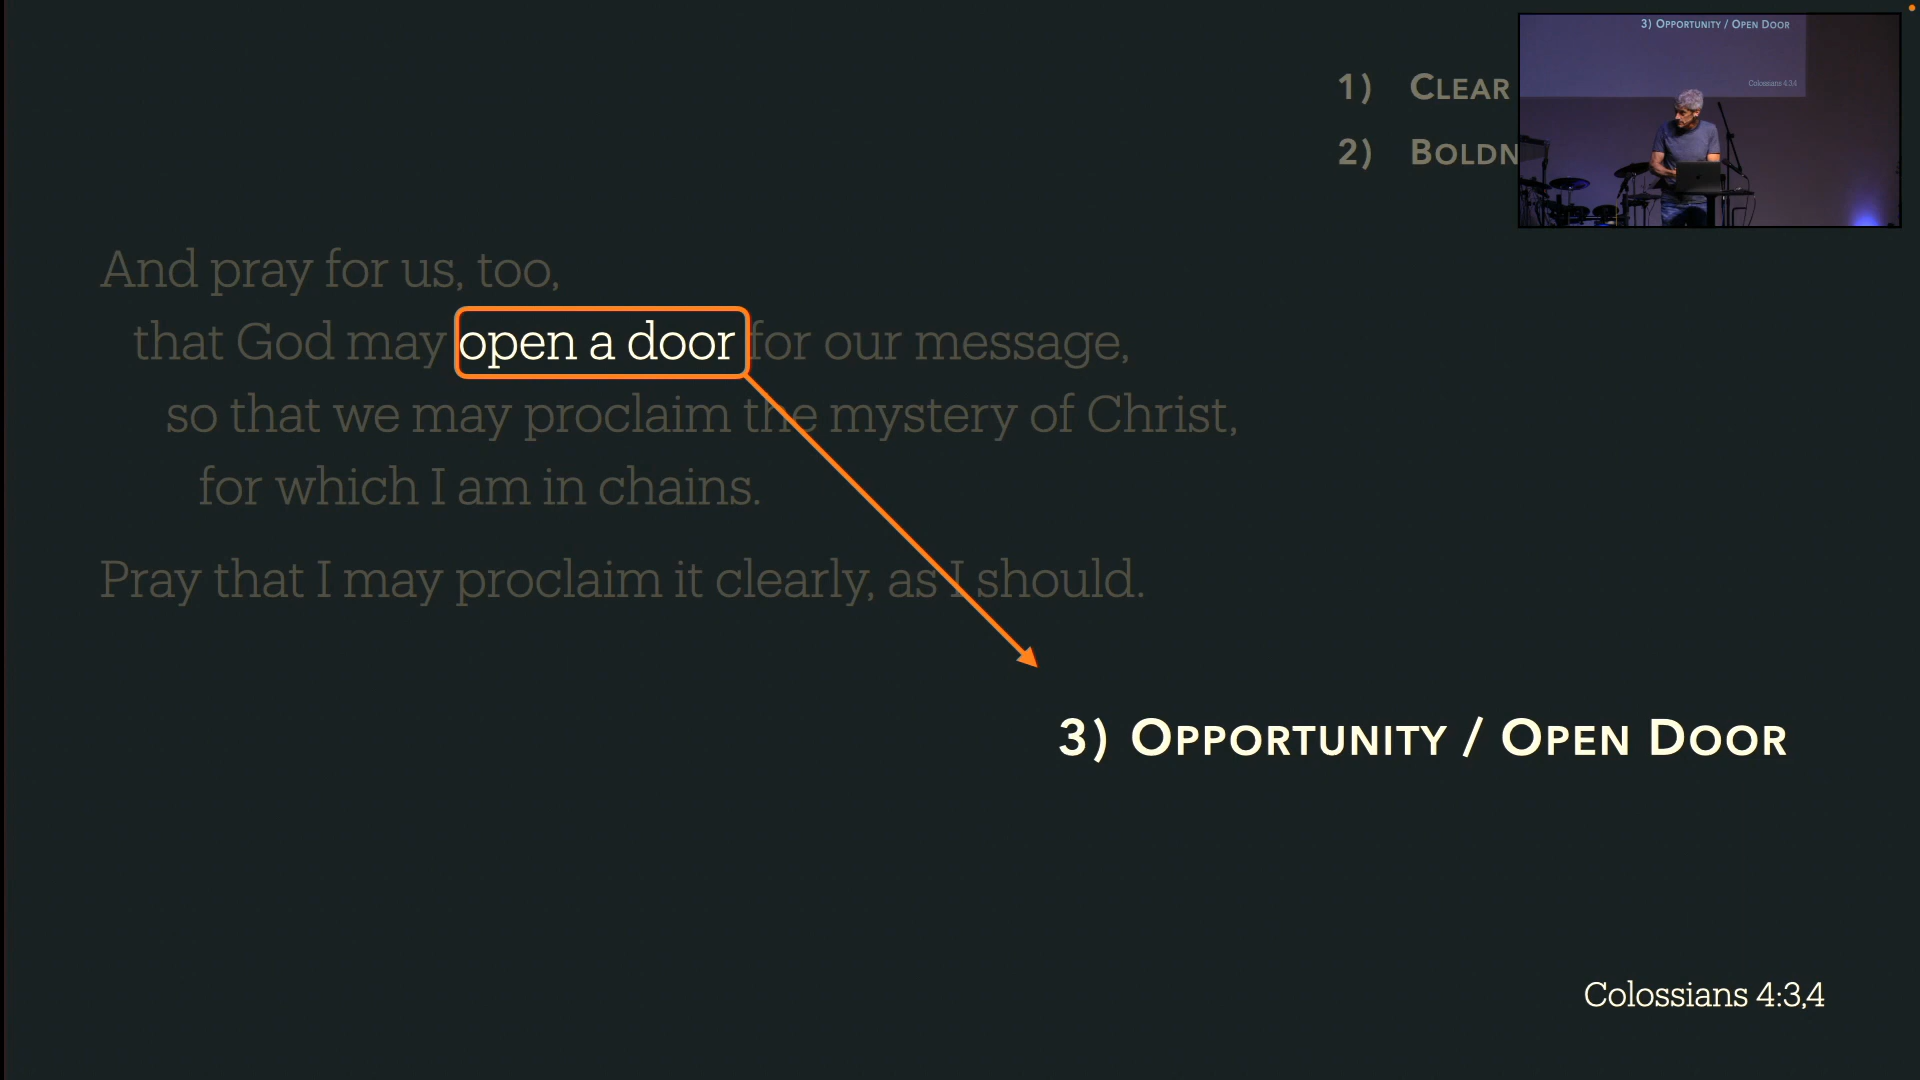 1) CLEAR
2) BOLDN
3) OPPORTUNITY / OPEN DOOR
Colossians 4:3,4
And pray for us, too,
that God may open a door for our message,
so that we may proclaim the mystery of Christ,
for which I am in chains.
Pray that I may proclaim it clearly, as I should.
3) OPPORTUNITY / OPEN DOOR
Colossians 4:3,4